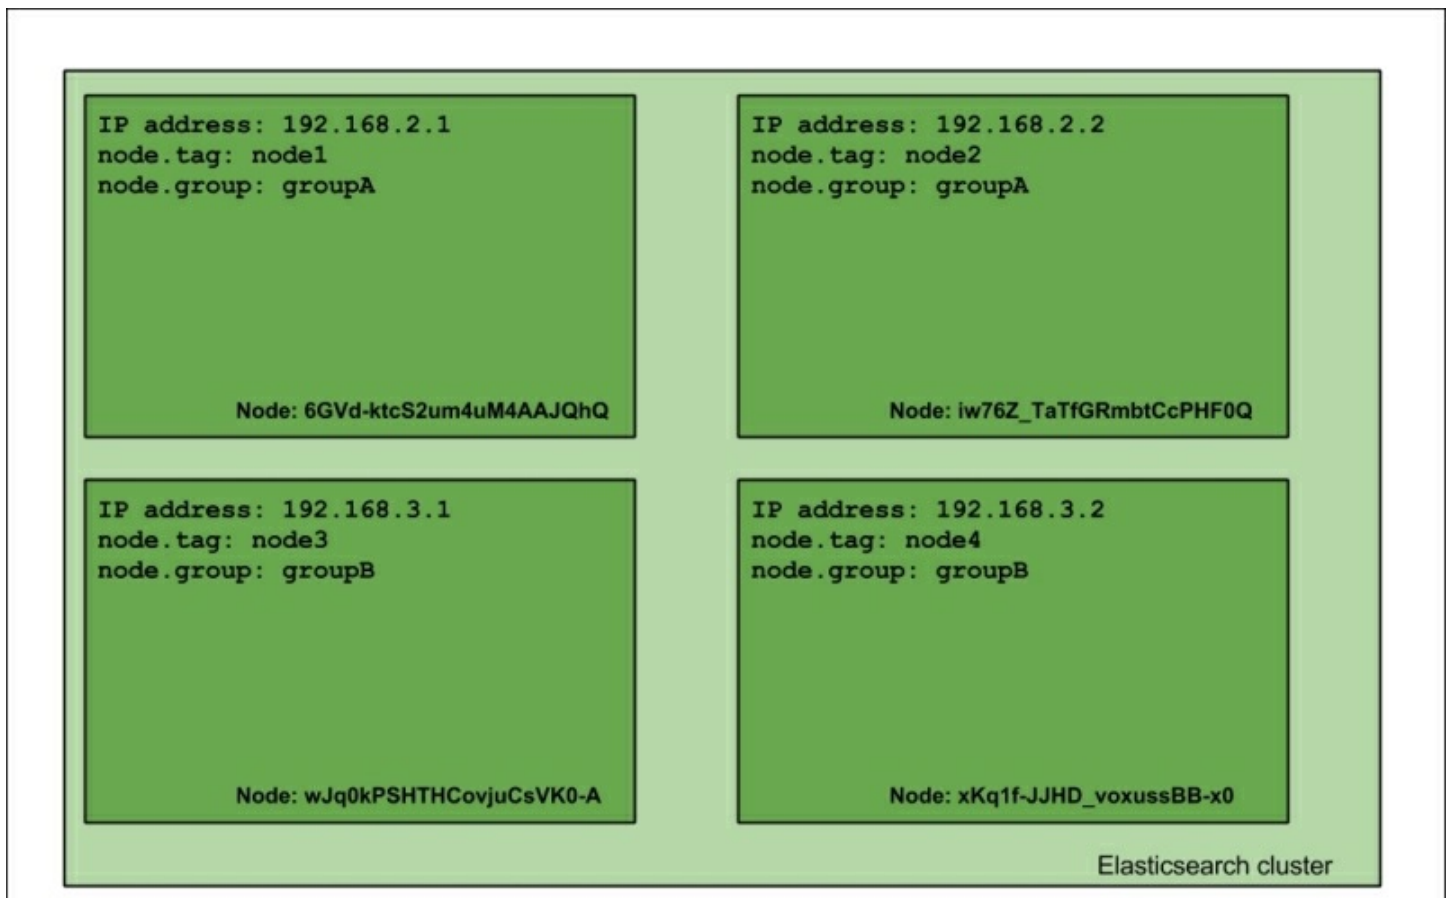 IP address: 192.168.2.1
node.tag: node1
node.group: groupA
Node: 6GVd-ktcS2um4uM4AAJQhQ
IP address: 192.168.2.2
node.tag: node2
node.group: groupA
Node: iw76Z_TaTfGRmbtCcPHF0Q
IP address: 192.168.3.1
node.tag: node3
node.group: groupB
Node: wJq0kPSHTHCovjuCsVK0-A
IP address: 192.168.3.2
node.tag: node4
node.group: groupB
Node: xKq1f-JJHD_voxussBB-x0
Elasticsearch cluster